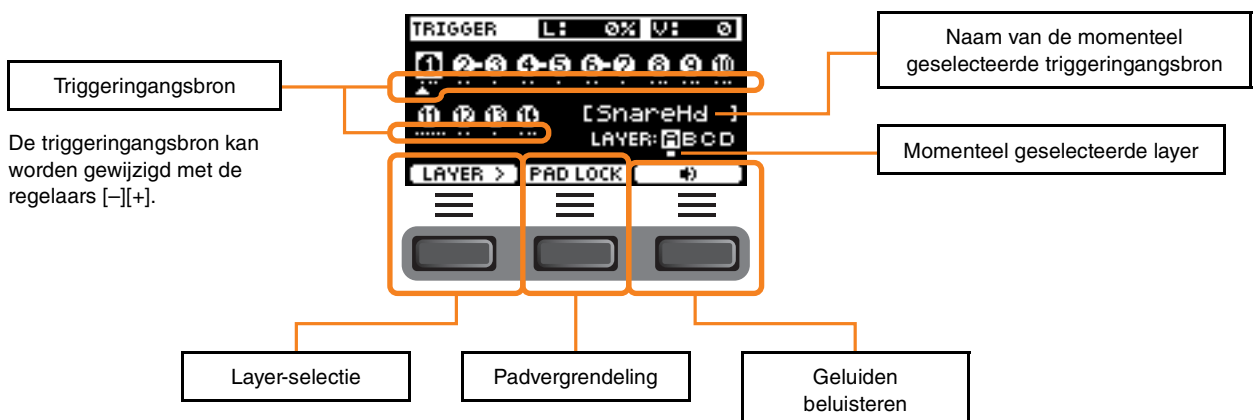 TRIGGER L: 0% V: 0
1 2-3 4-5 6-7 8 9 10
11 12 13 14 [SnareHd ]
LAYER: A B C D
LAYER > PAD LOCK
Triggeringangsbron
De triggeringangsbron kan
worden gewijzigd met de
regelaars [–][+].
Naam van de momenteel
geselecteerde triggeringangsbron
Momenteel geselecteerde layer
Layer-selectie
Padvergrendeling
Geluiden
beluisteren